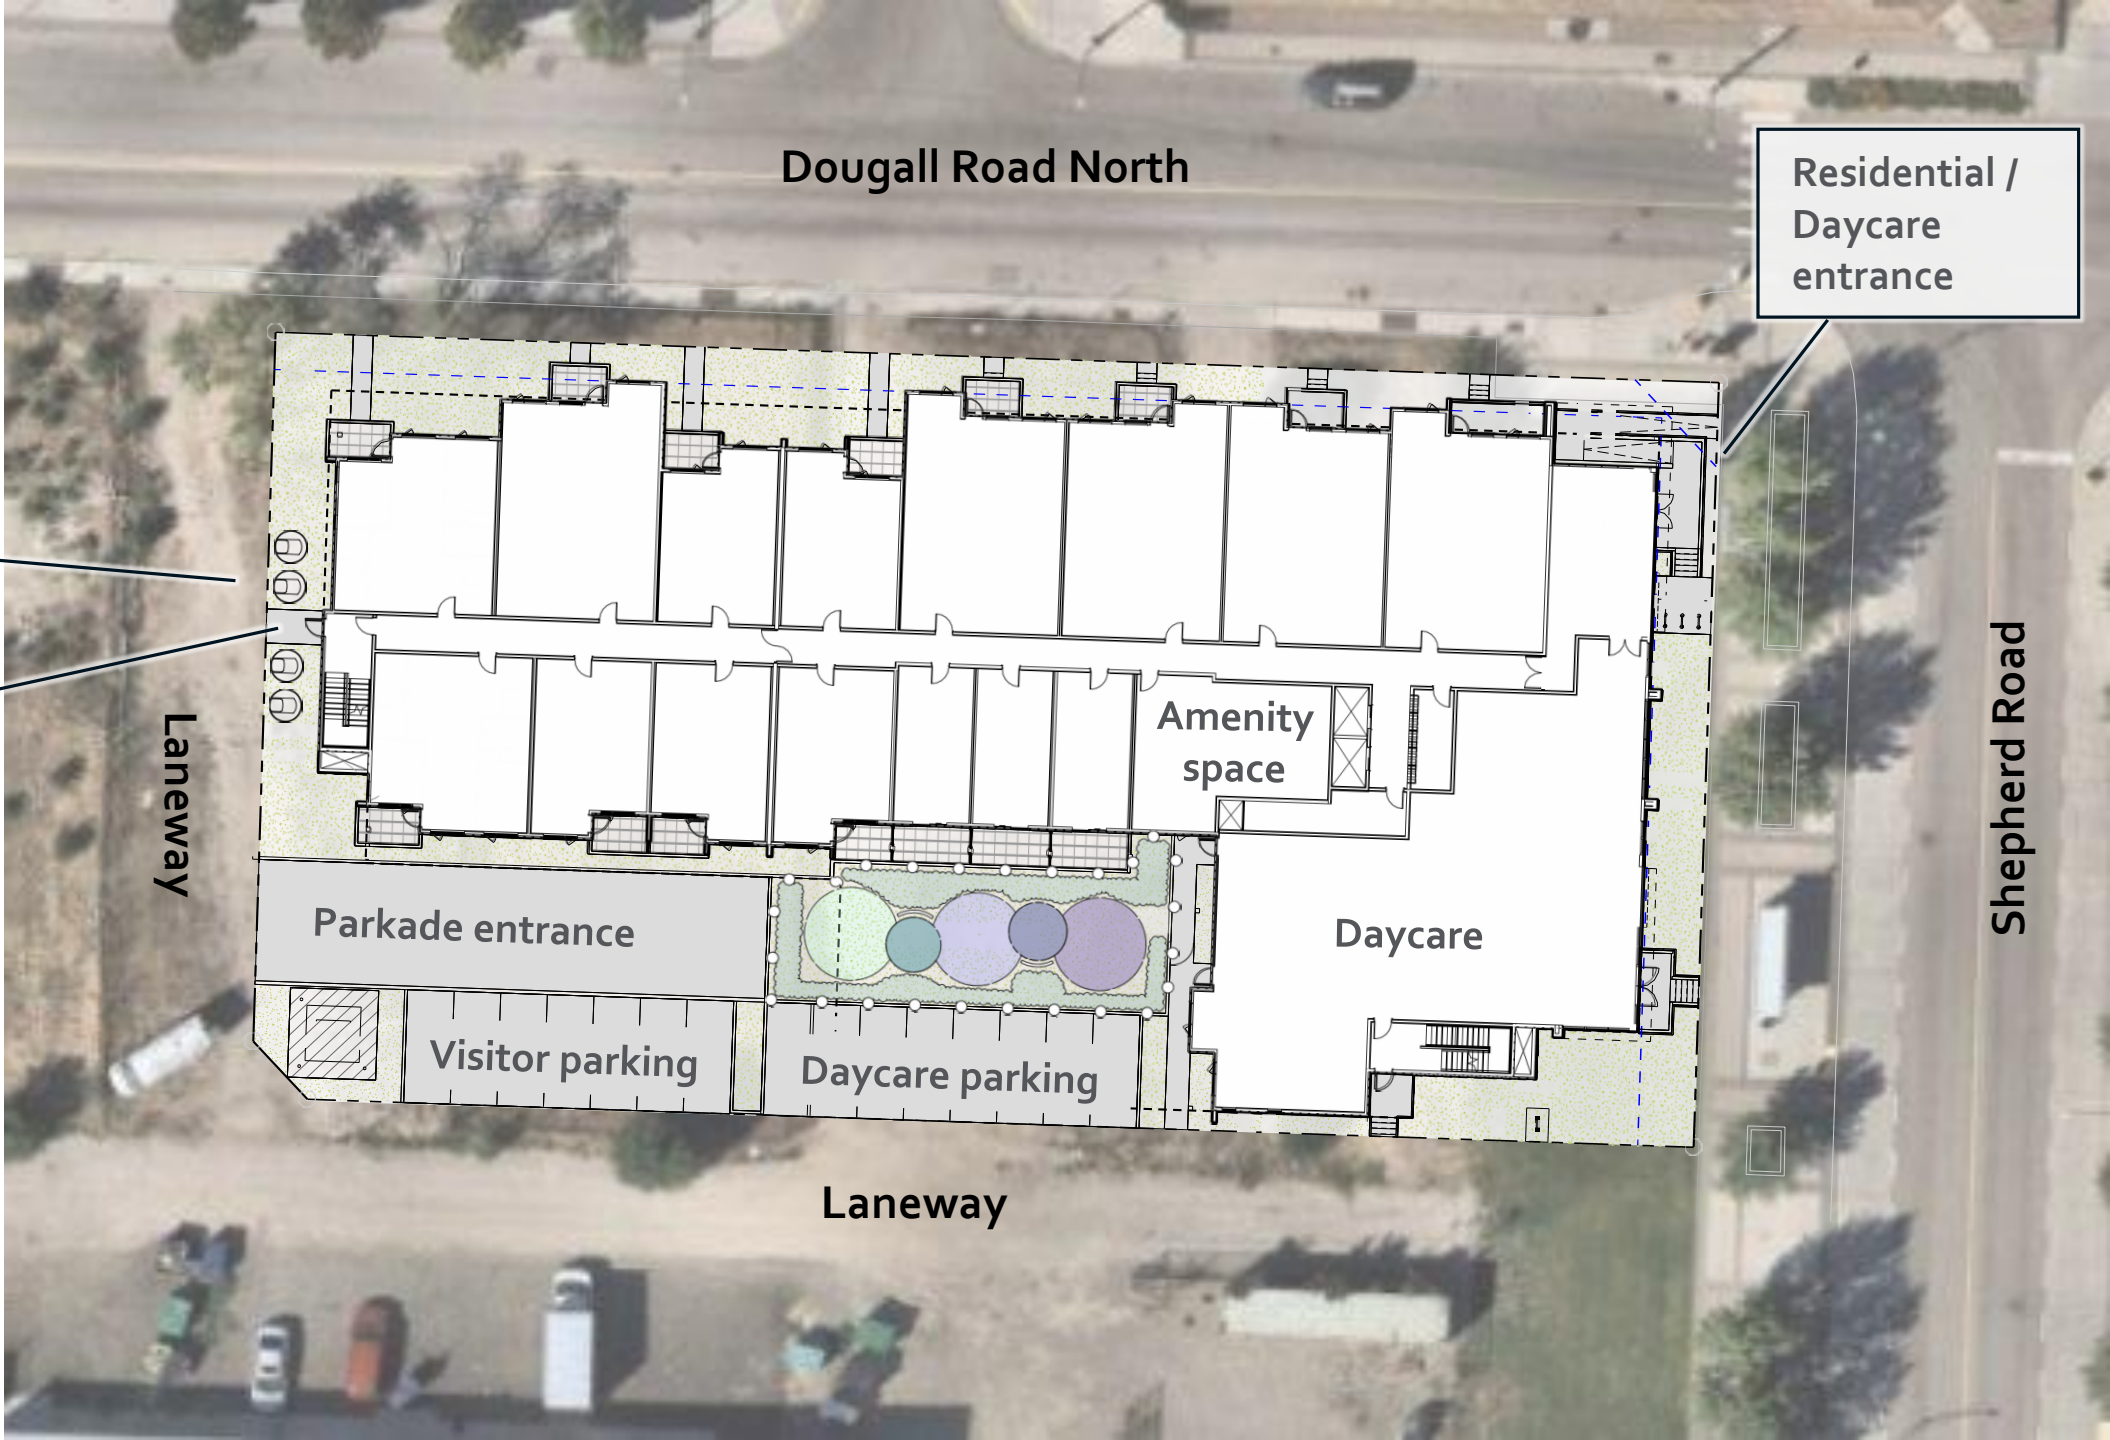 Dougall Road North
Residential /
Daycare
entrance
Laneway
Amenity
space
Shepherd Road
Parkade entrance
Daycare
Visitor parking
Daycare parking
Laneway